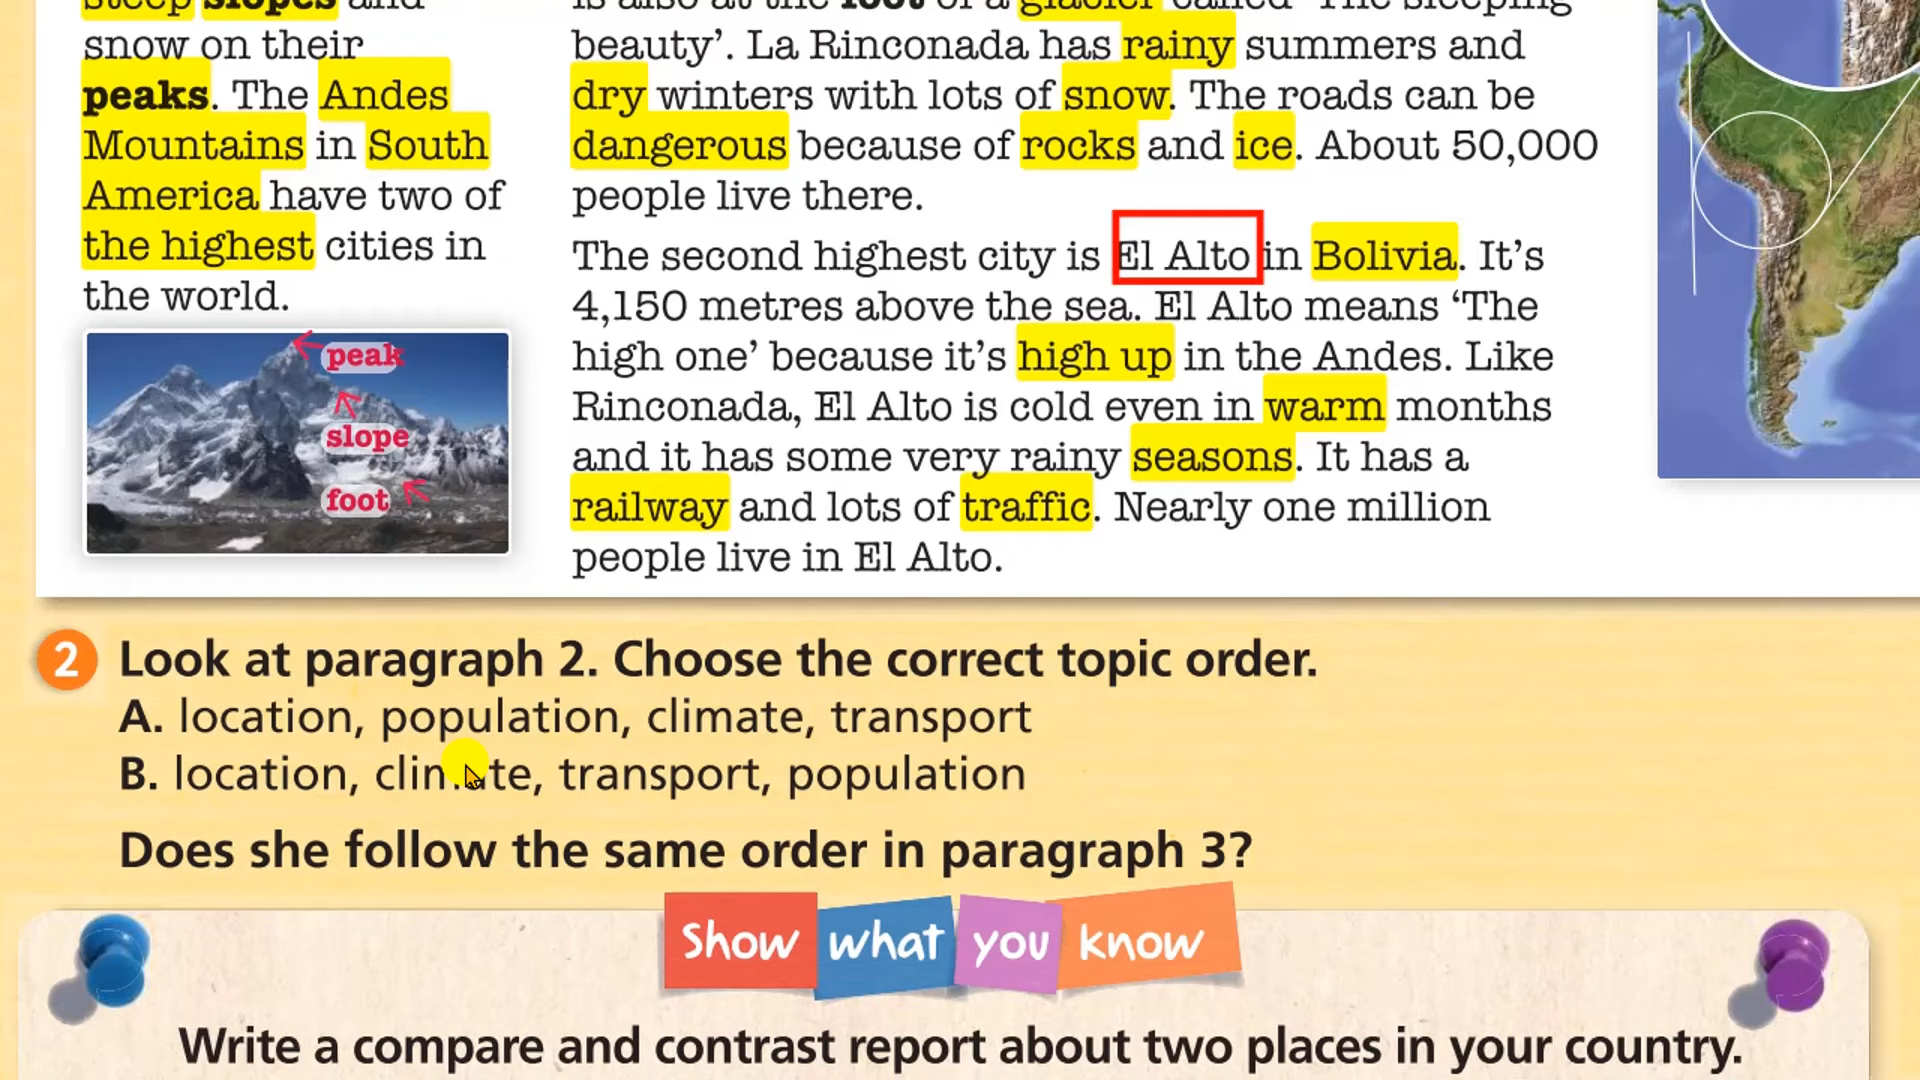 steep slopes and
snow on their
peaks. The Andes
Mountains in South
America have two of
the highest cities in
the world.
peak
slope
foot
is also at the foot of a glacier called 'The sleeping
beauty'. La Rinconada has rainy summers and
dry winters with lots of snow. The roads can be
dangerous because of rocks and ice. About 50,000
people live there.
The second highest city is El Alto in Bolivia. It's
4,150 metres above the sea. El Alto means 'The
high one' because it's high up in the Andes. Like
Rinconada, El Alto is cold even in warm months
and it has some very rainy seasons. It has a
railway and lots of traffic. Nearly one million
people live in El Alto.
2 Look at paragraph 2. Choose the correct topic order.
A. location, population, climate, transport
B. location, climate, transport, population
Does she follow the same order in paragraph 3?
Show what you know
Write a compare and contrast report about two places in your country.